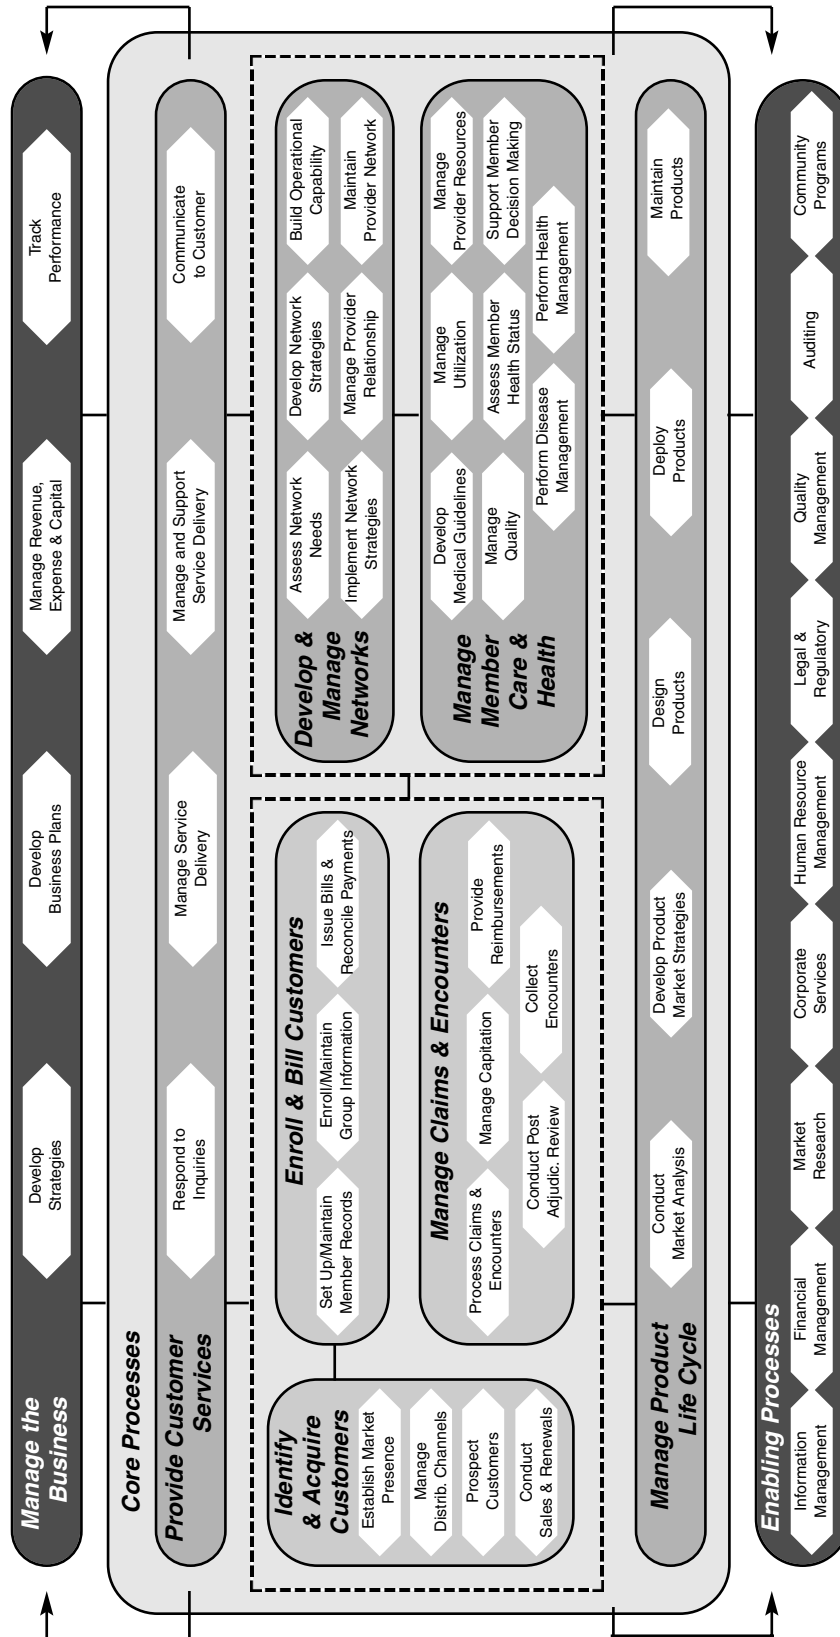 Manage the
Business
Develop
Strategies
Develop
Business Plans
Manage Revenue,
Expense & Capital
Track
Performance
Core Processes
Provide Customer
Services
Respond to
Inquiries
Manage Service
Delivery
Manage and Support
Service Delivery
Communicate
to Customer
Identify
& Acquire
Customers
Establish Market
Presence
Manage
Distrib. Channels
Prospect
Customers
Conduct
Sales & Renewals
Enroll & Bill Customers
Set Up/Maintain
Member Records
Enroll/Maintain
Group Information
Issue Bills &
Reconcile Payments
Manage Claims & Encounters
Process Claims &
Encounters
Manage Capitation
Provide
Reimbursements
Conduct Post
Adjudic. Review
Collect
Encounters
Develop &
Manage
Networks
Assess Network
Needs
Develop Network
Strategies
Build Operational
Capability
Implement Network
Strategies
Manage Provider
Relationship
Maintain
Provider Network
Manage
Member
Care &
Health
Develop
Medical Guidelines
Manage
Utilization
Manage
Provider Resources
Manage
Quality
Assess Member
Health Status
Support Member
Decision Making
Perform Disease
Management
Perform Health
Management
Manage Product
Life Cycle
Conduct
Market Analysis
Develop Product
Market Strategies
Design
Products
Deploy
Products
Maintain
Products
Enabling Processes
Information
Management
Financial
Management
Market
Research
Corporate
Services
Human Resource
Management
Legal &
Regulatory
Quality
Management
Auditing
Community
Programs